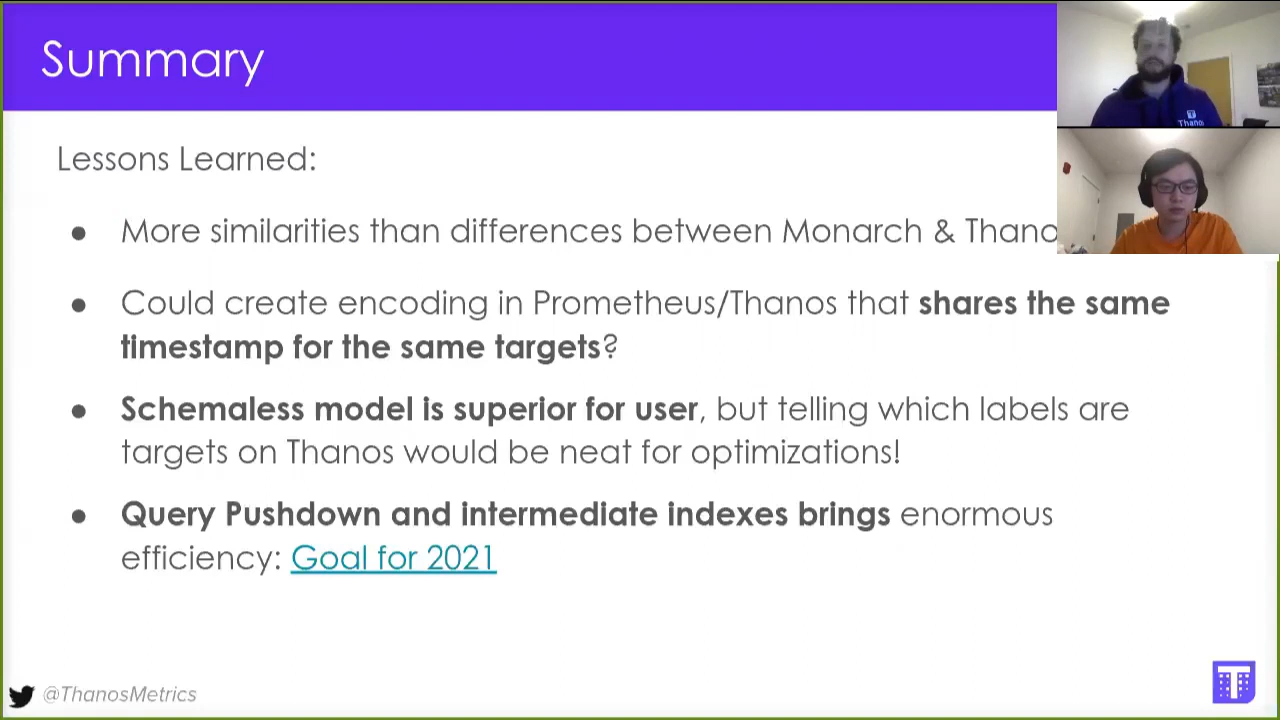 Summary
Lessons Learned:
● More similarities than differences between Monarch & Thano
● Could create encoding in Prometheus/Thanos that shares the same
timestamp for the same targets?
● Schemaless model is superior for user, but telling which labels are
targets on Thanos would be neat for optimizations!
● Query Pushdown and intermediate indexes brings enormous
efficiency: Goal for 2021
@ThanosMetrics
T
Thanos